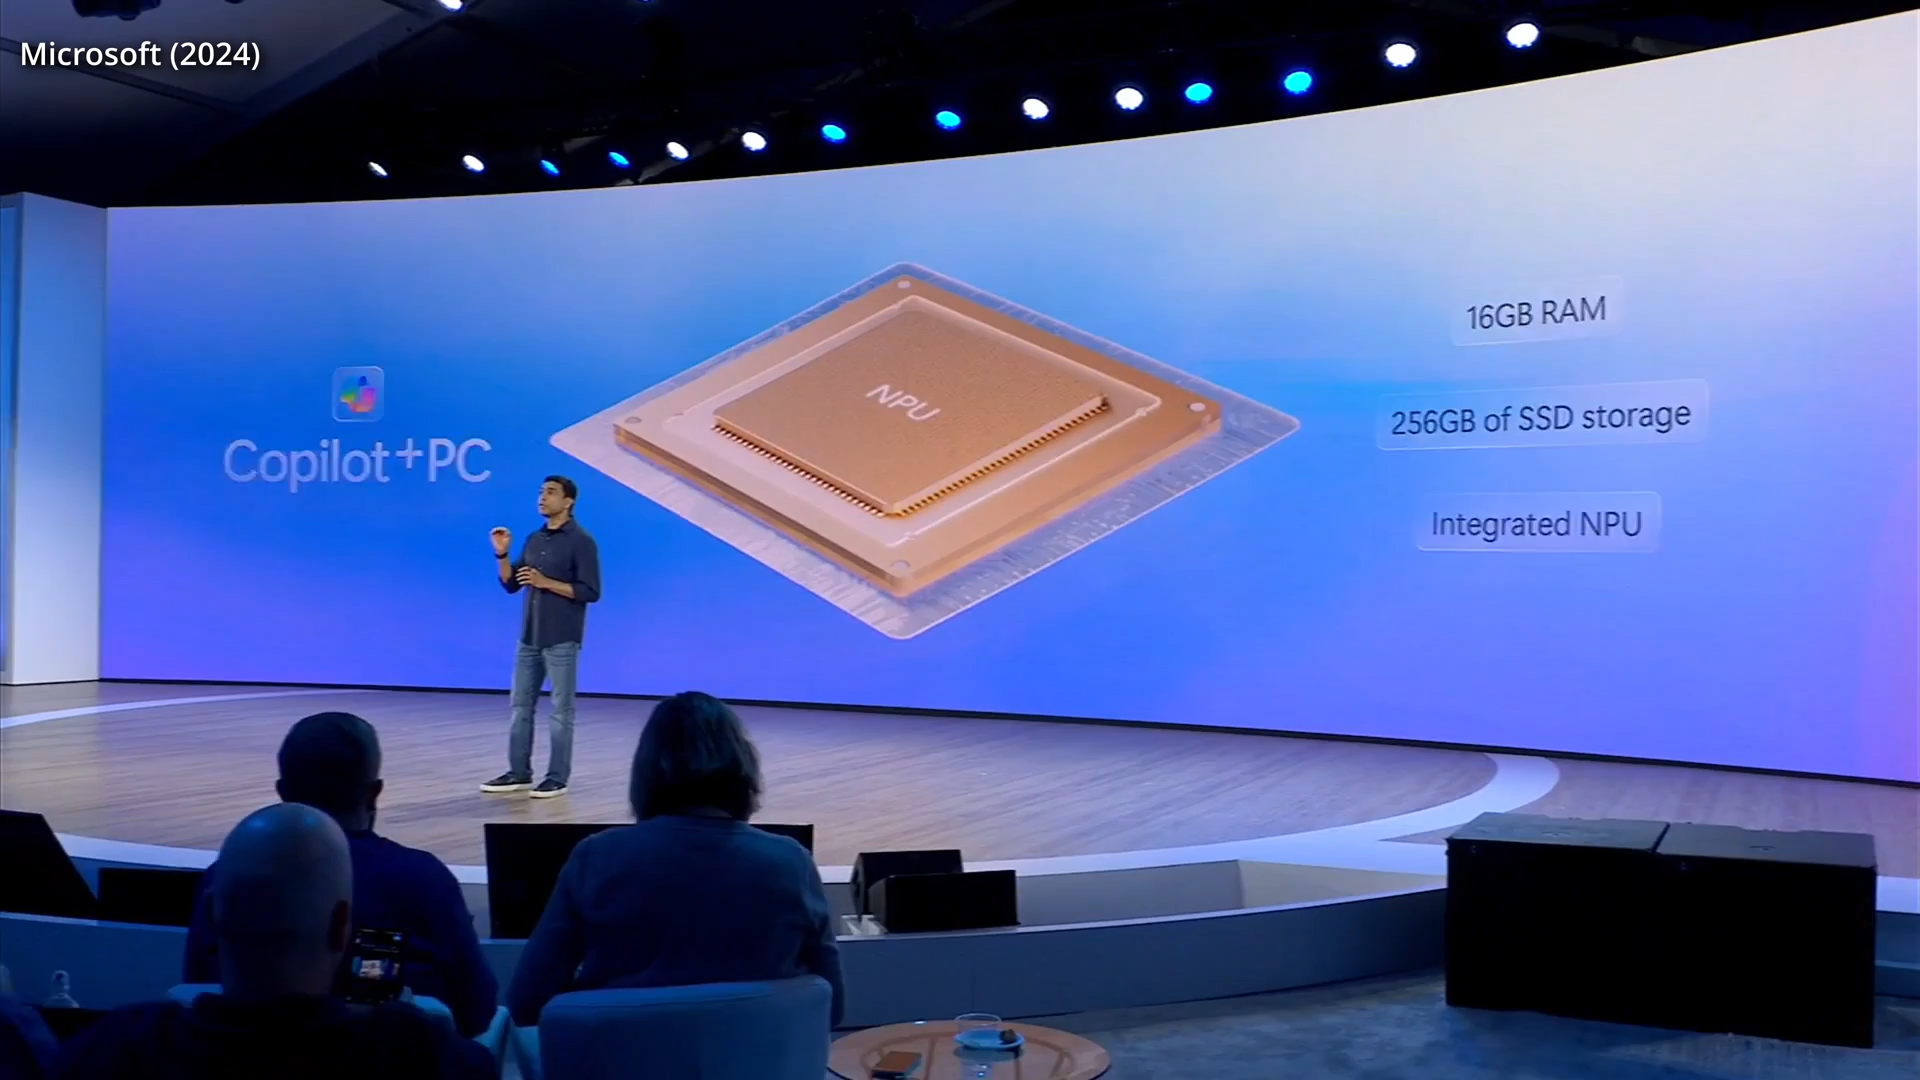 Microsoft (2024)
Copilot+PC
NPU
16GB RAM
256GB of SSD storage
Integrated NPU